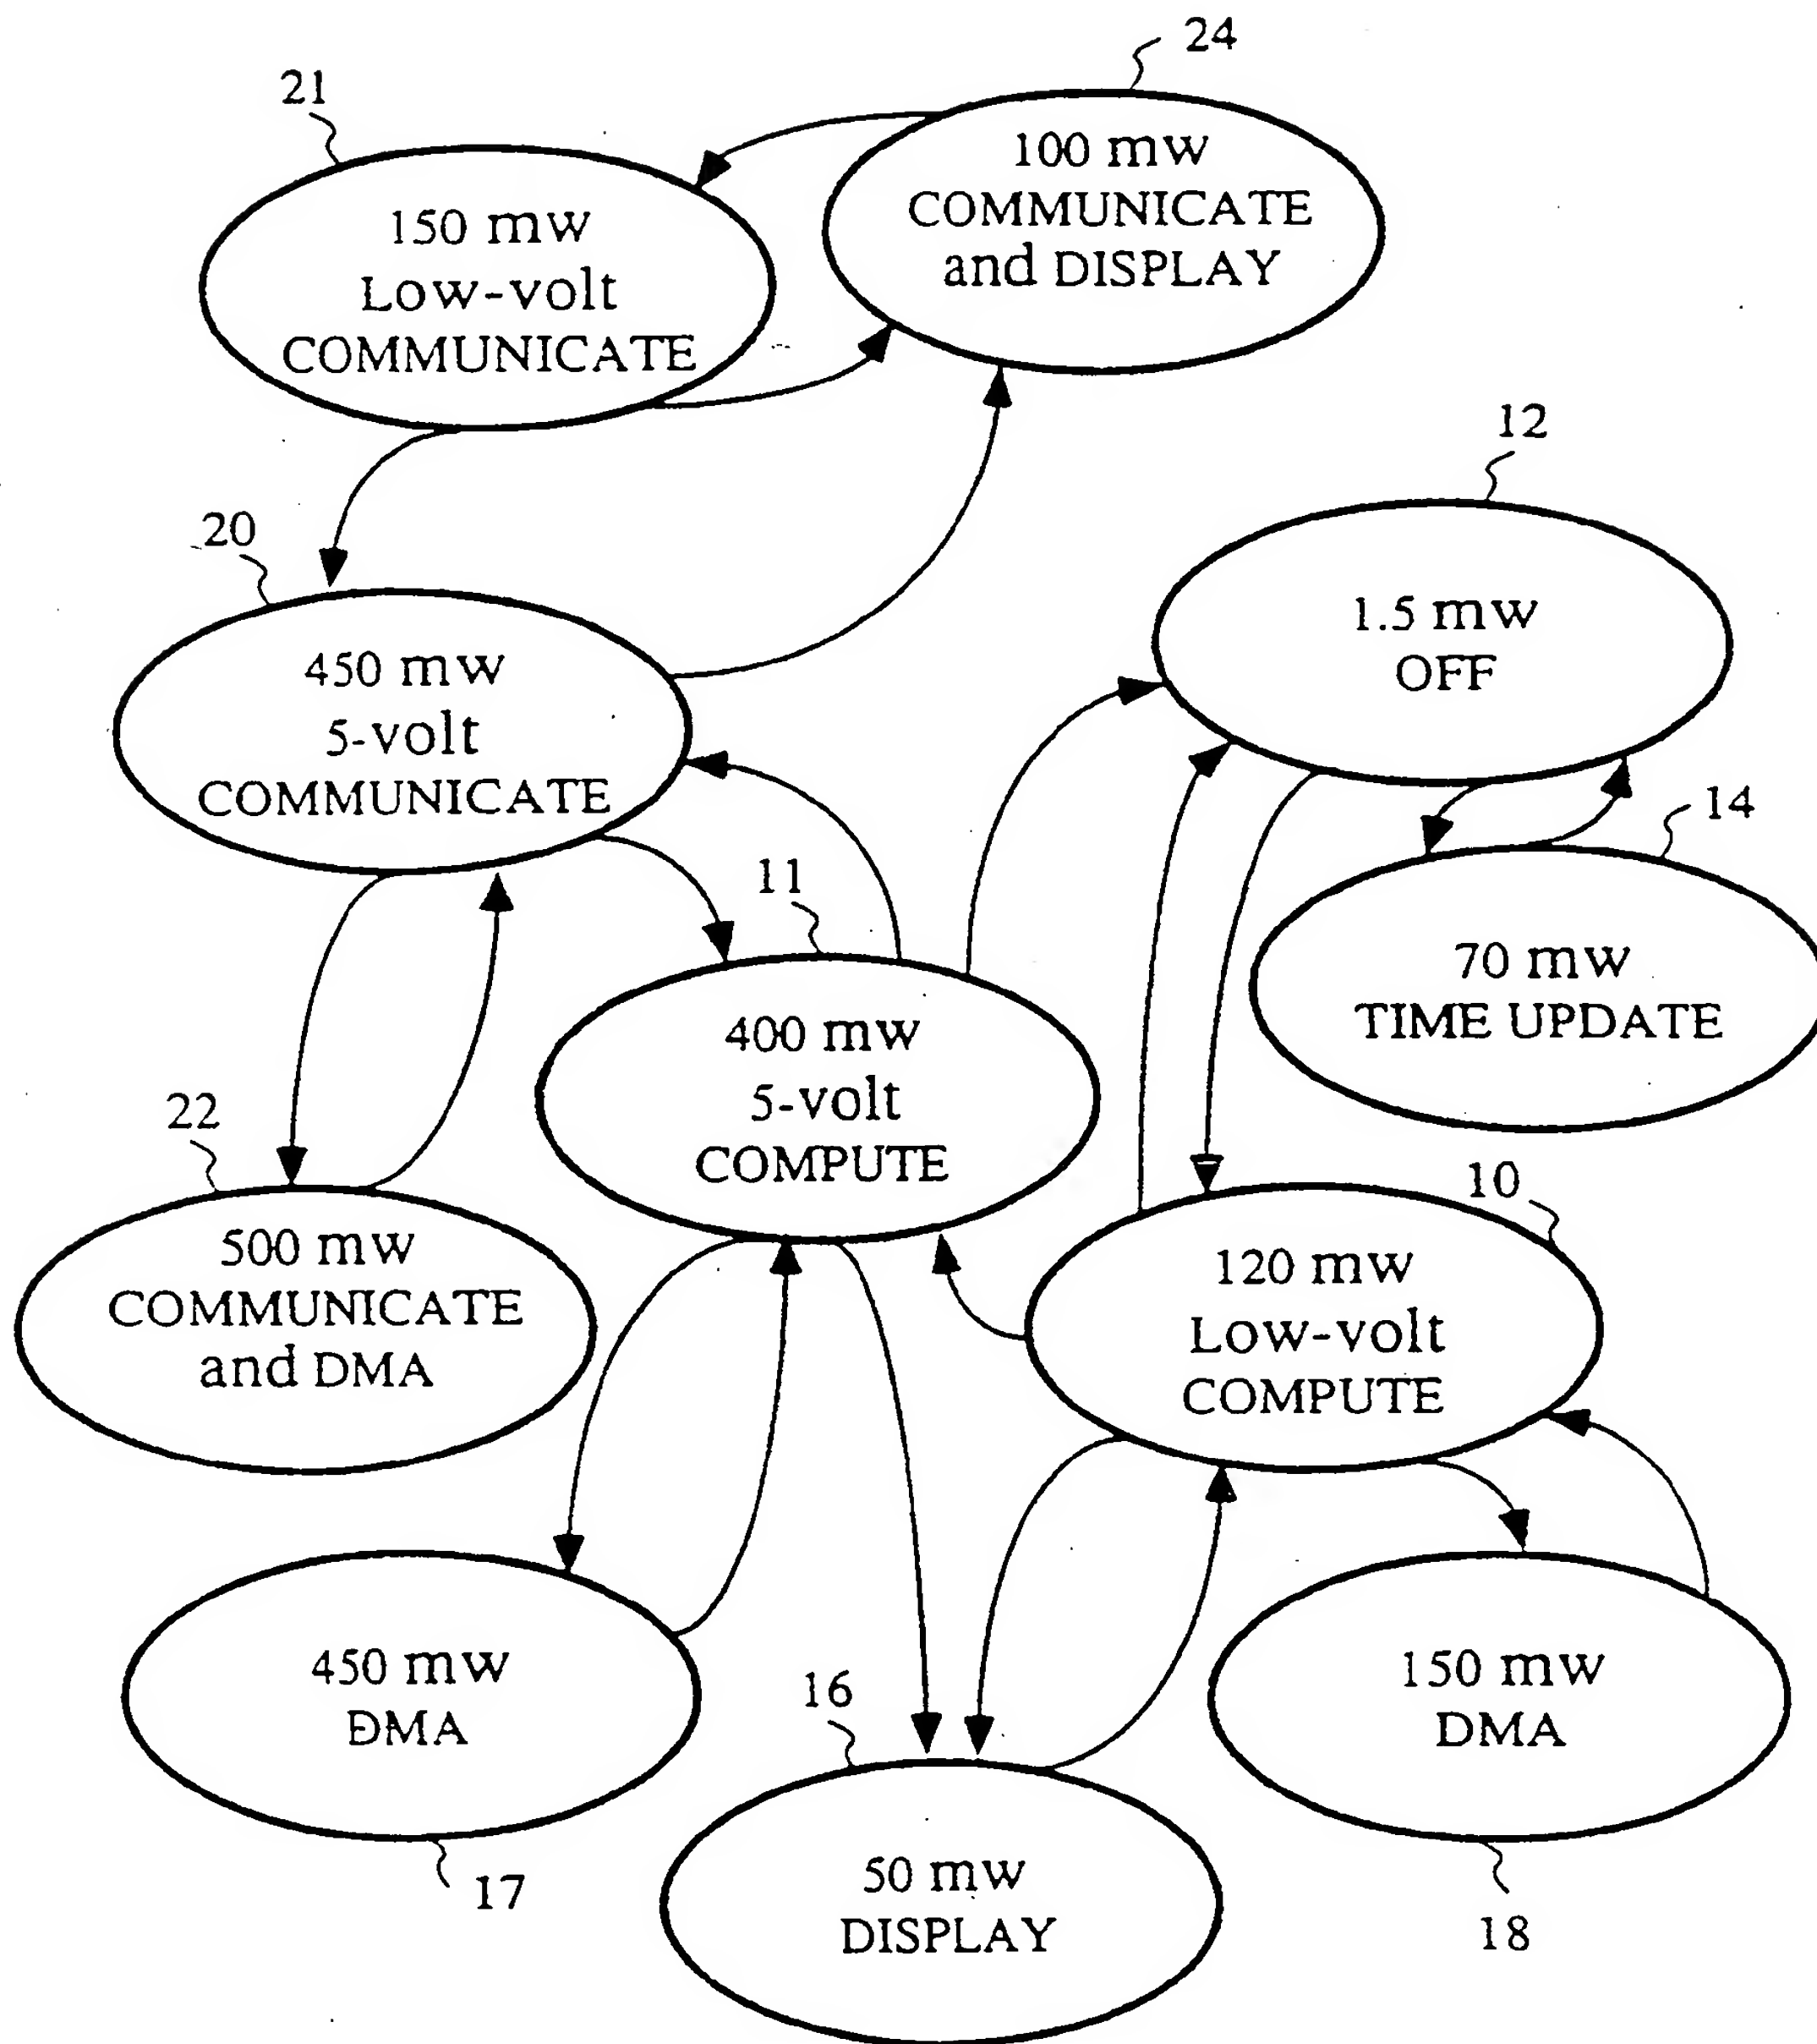 24
21
100 mw
COMMUNICATE
and DISPLAY
150 mw
Low-volt
COMMUNICATE
12
20
1.5 mw
OFF
450 mw
5-volt
COMMUNICATE
14
11
70 mw
TIME UPDATE
400 mw
5-volt
COMPUTE
22
10
500 mw
COMMUNICATE
and DMA
120 mw
Low-volt
COMPUTE
450 mw
DMA
16
150 mw
DMA
17
50 mw
DISPLAY
18